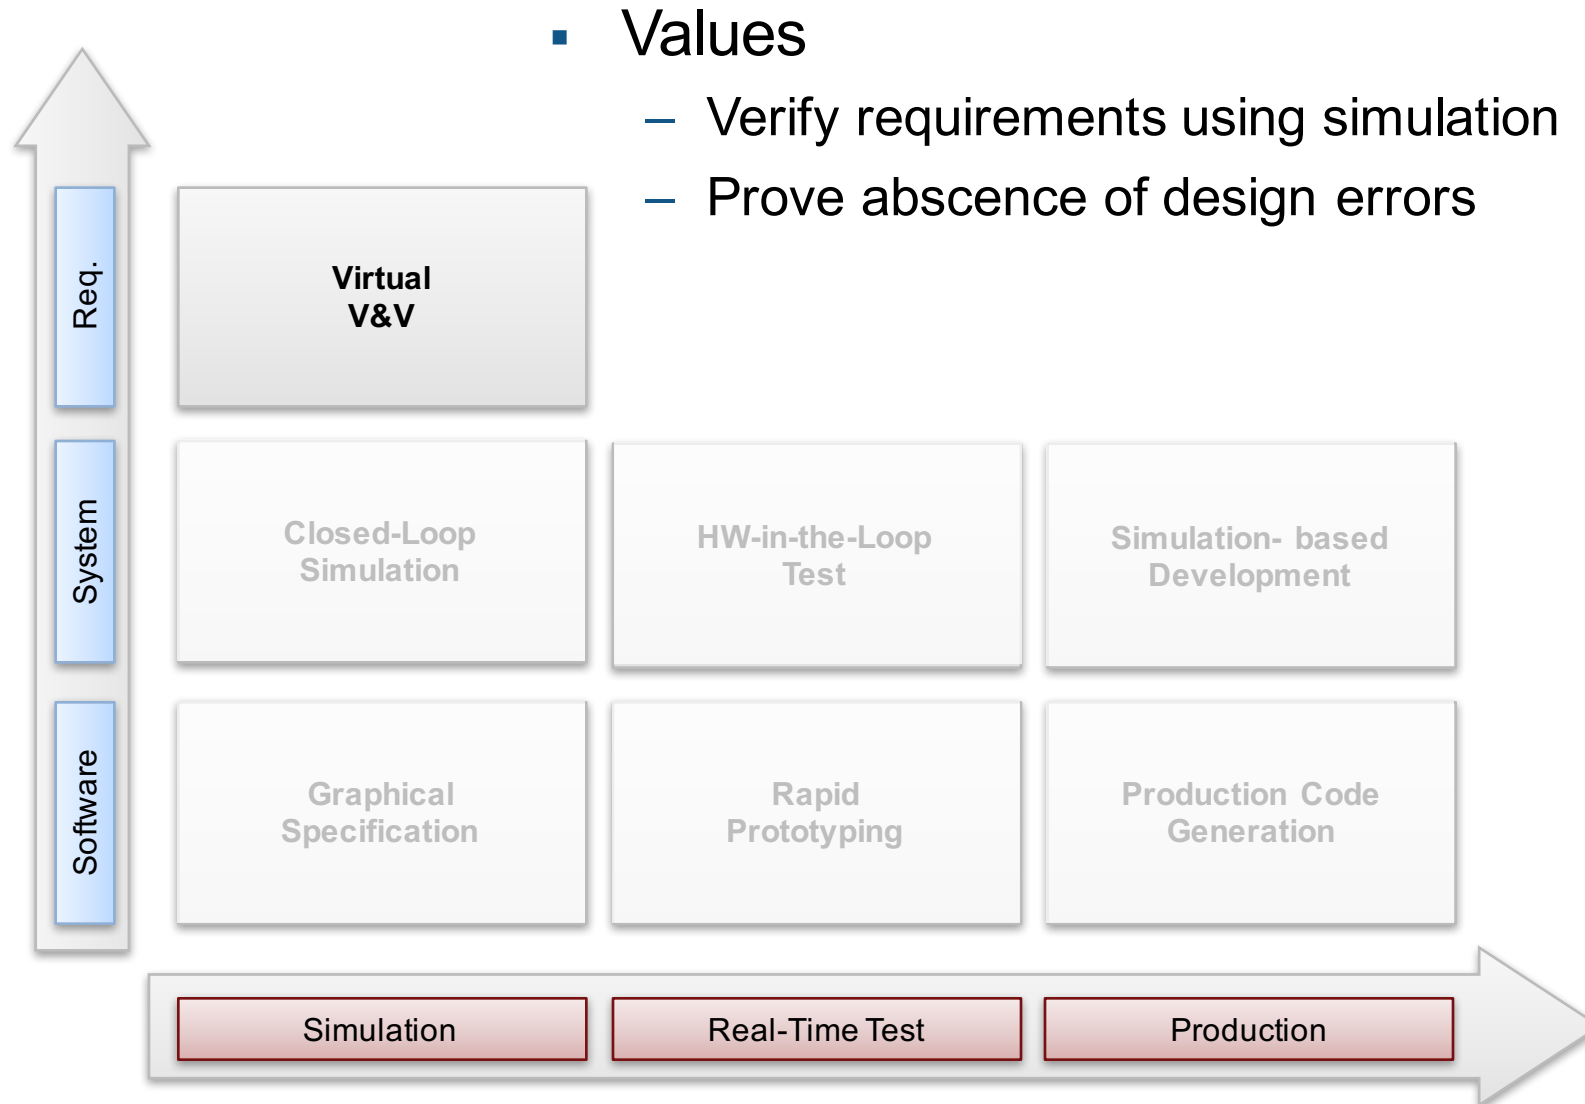 Values
– Verify requirements using simulation
– Prove abscence of design errors
Req.
Virtual
V&V
System
Closed-Loop
Simulation
HW-in-the-Loop
Test
Simulation- based
Development
Software
Graphical
Specification
Rapid
Prototyping
Production Code
Generation
Simulation
Real-Time Test
Production